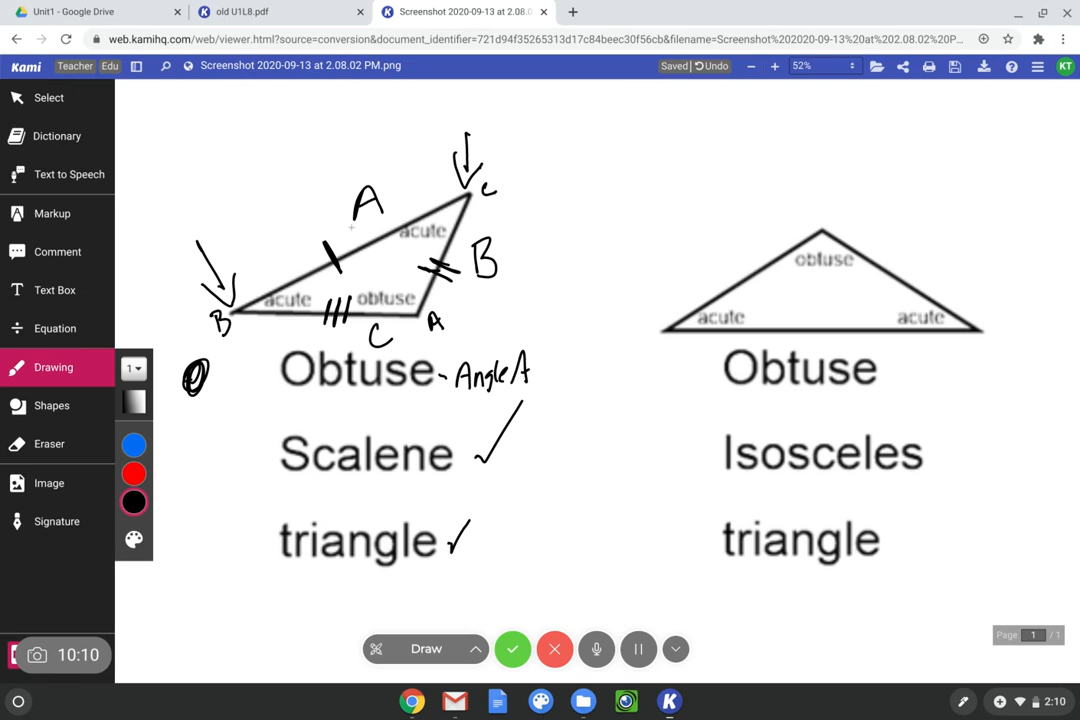 Unit1 - Google Drive
old U1L8.pdf
Screenshot 2020-09-13 at 2.08.0
web.kamihq.com/web/viewer.html?source=conversion&document_identifier=721d94f35265313d17c84beec30f56cb&filename=Screenshot%202020-09-13%20at%202.08.02%20P...
Kami
Teacher
Edu
Screenshot 2020-09-13 at 2.08.02 PM.png
Saved
Undo
52%
KT
Select
Dictionary
Text to Speech
Markup
Comment
Text Box
Equation
Drawing
Shapes
Eraser
Image
Signature
1
A
C
acute
B
acute
obtuse
B
A
C
Obtuse - Angle A
Scalene
triangle
obtuse
acute
acute
Obtuse
Isosceles
triangle
Page 1 / 1
10:10
Draw
2:10